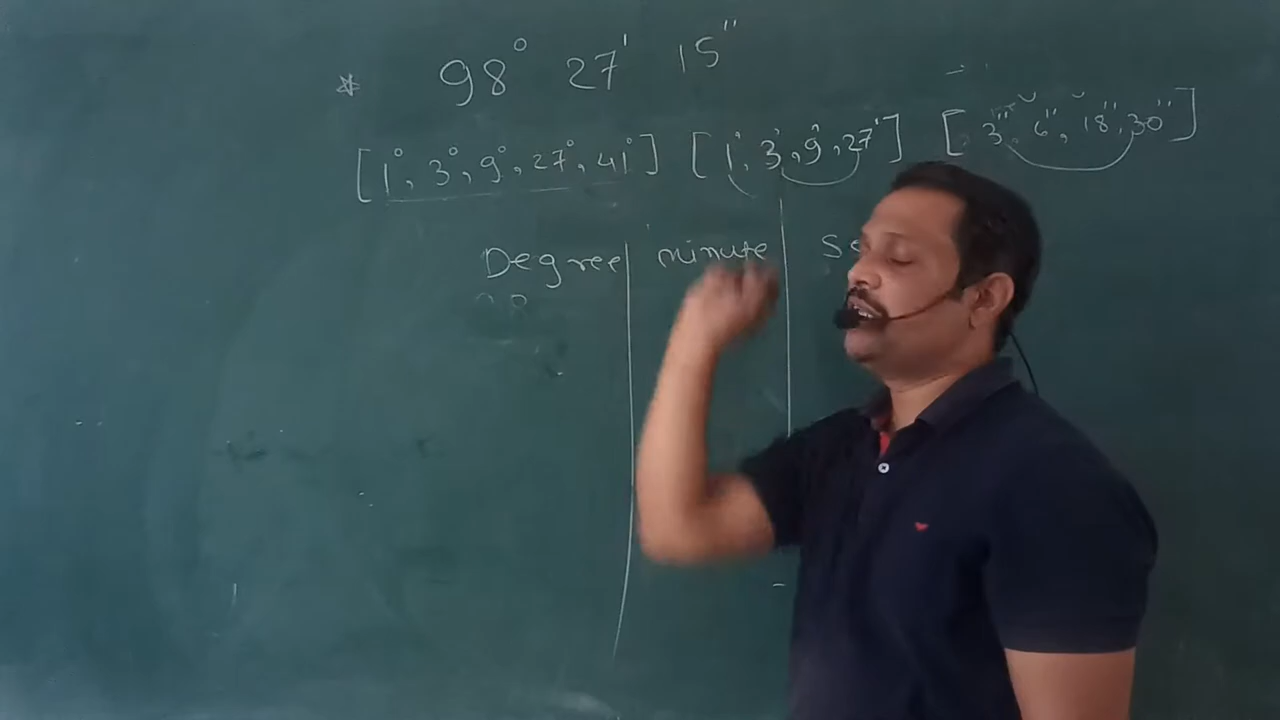 * 98° 27' 15"
[1°, 3°, 9°, 27°, 41°] [1', 3', 9', 27'] [3", 6", 18", 30"]
Degree minute